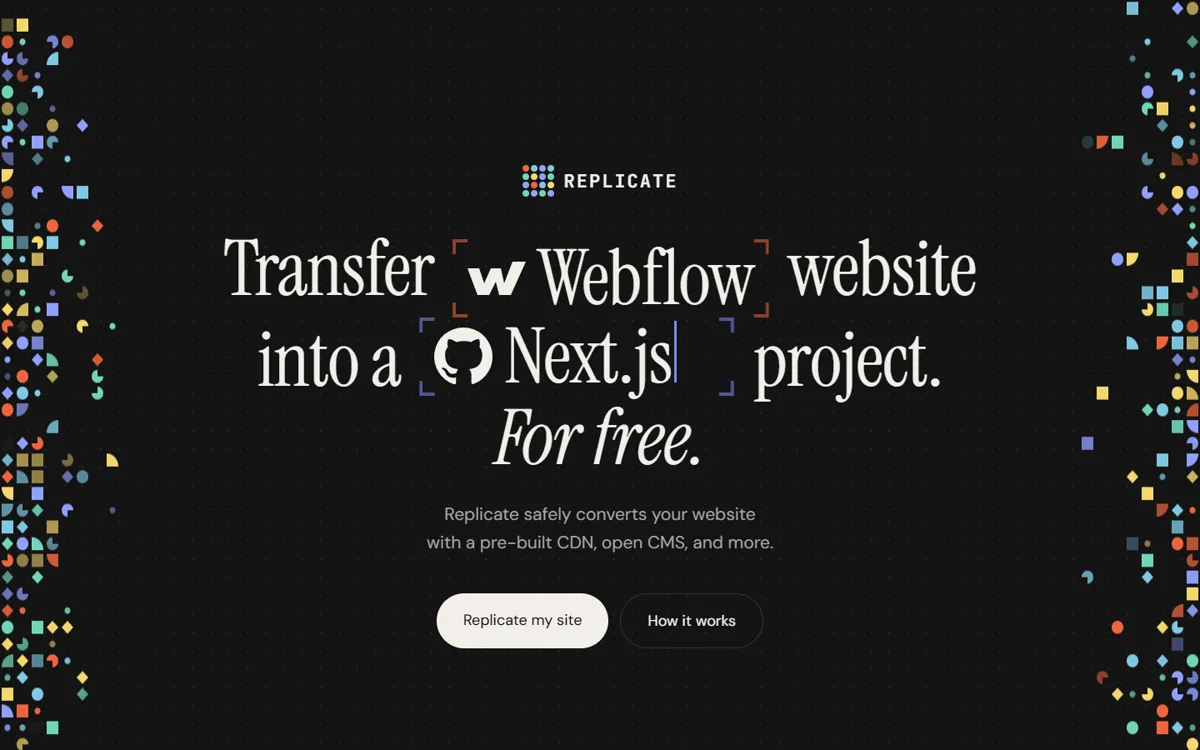 REPLICATE
Transfer W Webflow website
into a Next.js project.
For free.
Replicate safely converts your website
with a pre-built CDN, open CMS, and more.
Replicate my site
How it works